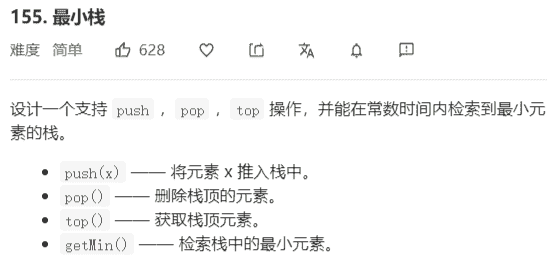 155. 最小栈
难度 简单 628
设计一个支持 push ，pop ，top 操作，并能在常数时间内检索到最小元
素的栈。
• push(x) —— 将元素 x 推入栈中。
• pop() —— 删除栈顶的元素。
• top() —— 获取栈顶元素。
• getMin() —— 检索栈中的最小元素。